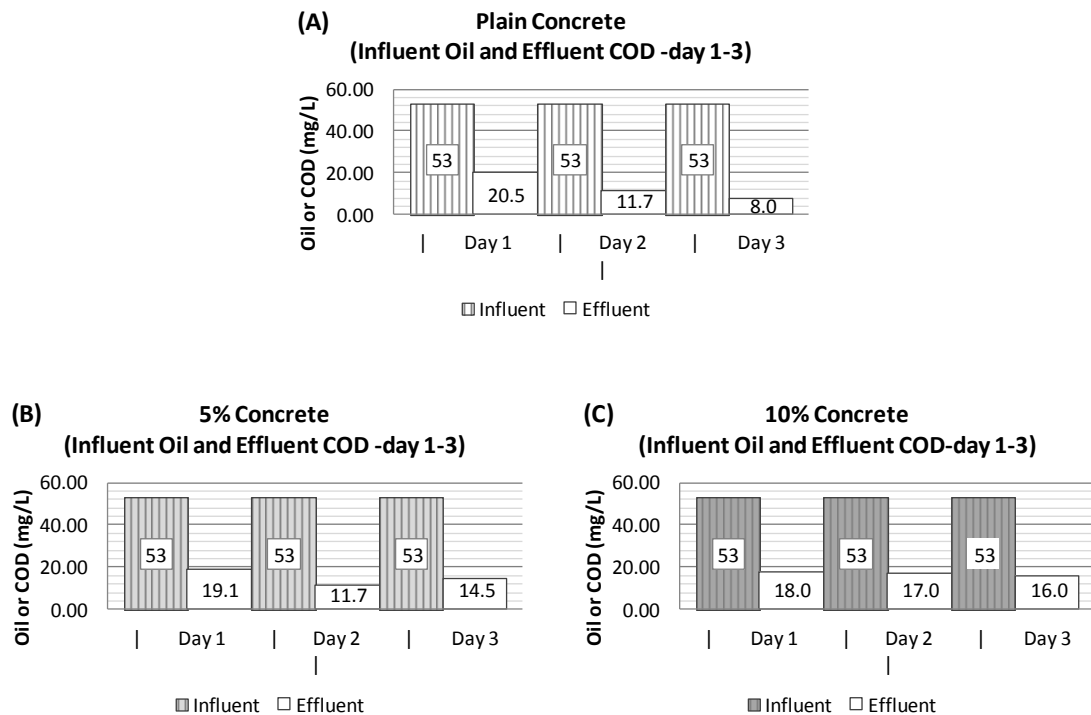 (A)
Plain Concrete
(Influent Oil and Effluent COD -day 1-3)
Oil or COD (mg/L)
60.00
40.00
20.00
0.00
53
20.5
53
11.7
53
8.0
| Day 1 | Day 2 | Day 3
|
Influent Effluent
(B)
5% Concrete
(Influent Oil and Effluent COD -day 1-3)
Oil or COD (mg/L)
60.00
40.00
20.00
0.00
53
19.1
53
11.7
53
14.5
| Day 1 | Day 2 | Day 3
|
Influent Effluent
(C)
10% Concrete
(Influent Oil and Effluent COD-day 1-3)
Oil or COD (mg/L)
60.00
40.00
20.00
0.00
53
18.0
53
17.0
53
16.0
| Day 1 | Day 2 | Day 3
|
Influent Effluent